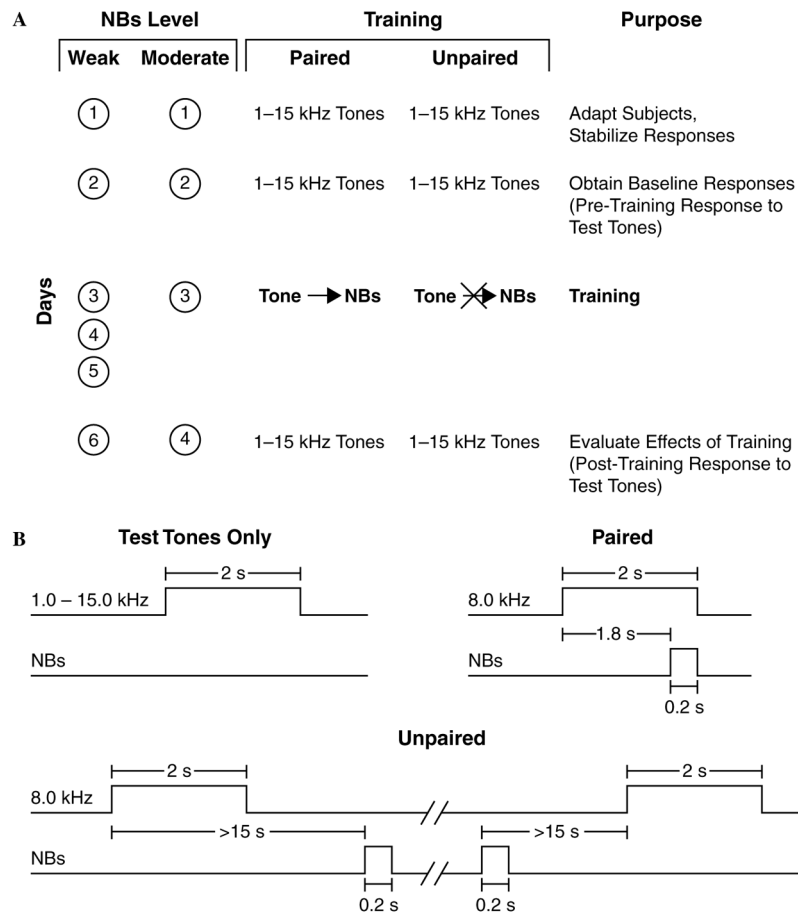 A NBs Level Training Purpose
Weak Moderate Paired Unpaired
1 1 1–15 kHz Tones 1–15 kHz Tones Adapt Subjects,
Stabilize Responses
2 2 1–15 kHz Tones 1–15 kHz Tones Obtain Baseline Responses
(Pre-Training Response to
Test Tones)
Days
3 3 Tone NBs Tone NBs Training
4
5
6 4 1–15 kHz Tones 1–15 kHz Tones Evaluate Effects of Training
(Post-Training Response to
Test Tones)
B Test Tones Only Paired
2 s 2 s
1.0 – 15.0 kHz 8.0 kHz
1.8 s
NBs NBs
0.2 s
Unpaired
2 s 2 s
8.0 kHz
>15 s >15 s
NBs
0.2 s 0.2 s